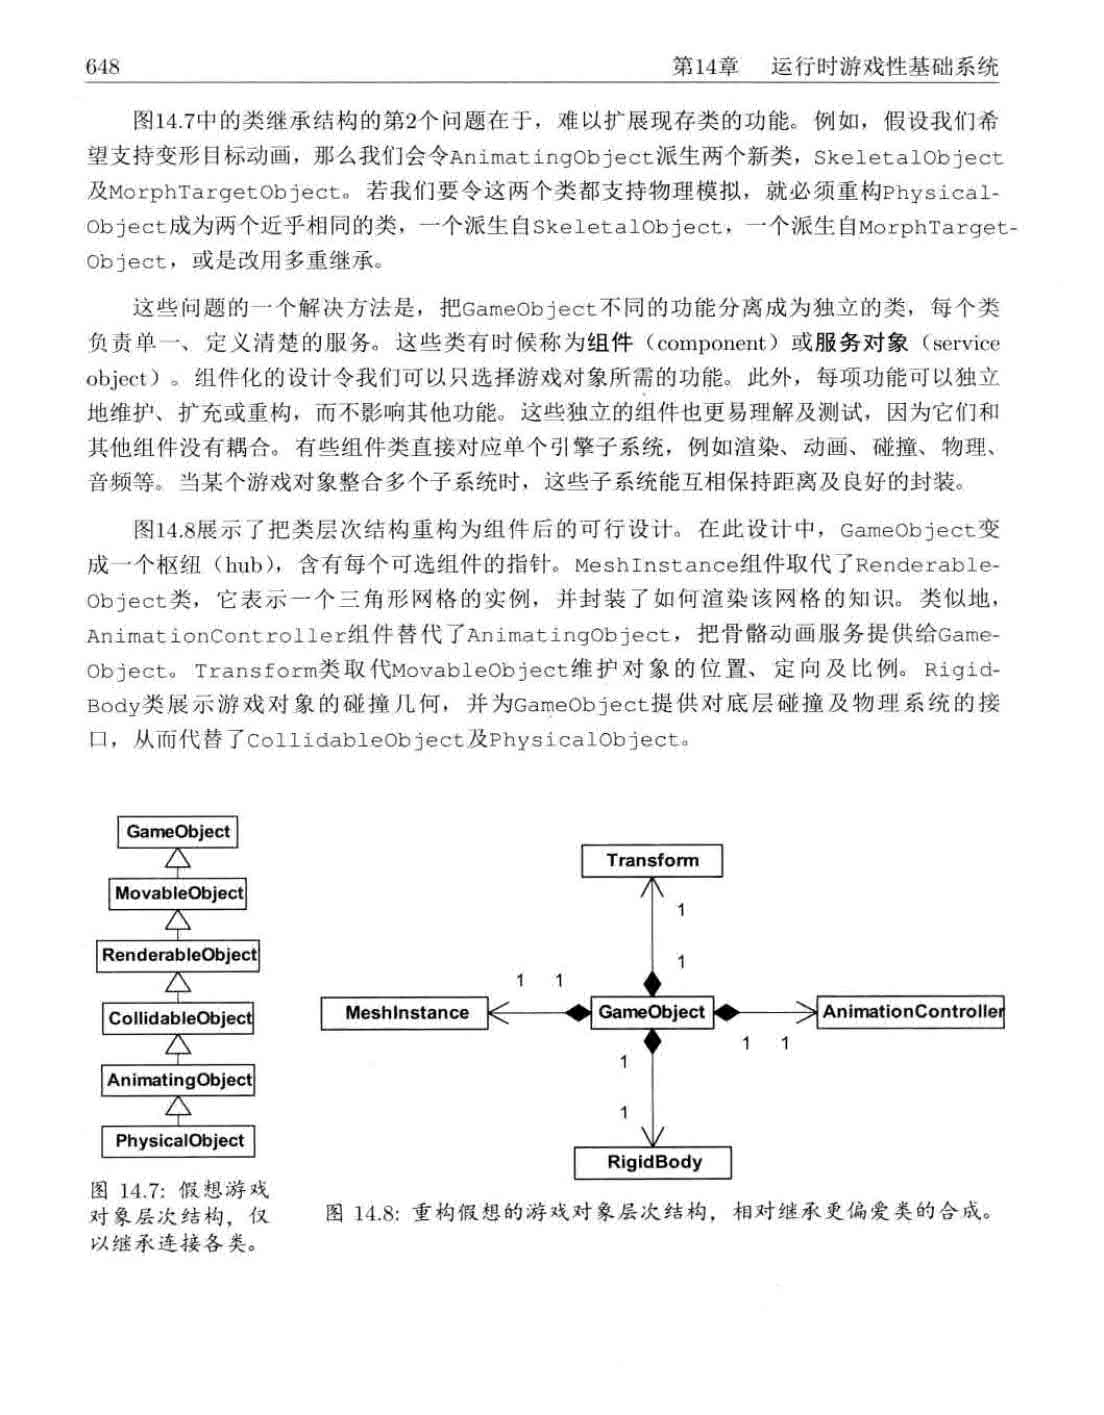 648 第14章 运行时游戏性基础系统
图14.7中的类继承结构的第2个问题在于，难以扩展现存类的功能。例如，假设我们希
望支持变形目标动画，那么我们会令AnimatingObject派生两个新类，SkeletalObject
及MorphTargetObject。若我们要令这两个类都支持物理模拟，就必须重构Physical-
Object成为两个近乎相同的类，一个派生自SkeletalObject，一个派生自MorphTarget-
Object，或是改用多重继承。
这些问题的一个解决方法是，把GameObject不同的功能分离成为独立的类，每个类
负责单一、定义清楚的服务。这些类有时候称为组件（component）或服务对象（service
object）。组件化的设计令我们可以只选择游戏对象所需的功能。此外，每项功能可以独立
地维护、扩充或重构，而不影响其他功能。这些独立的组件也更易理解及测试，因为它们和
其他组件没有耦合。有些组件类直接对应单个引擎子系统，例如渲染、动画、碰撞、物理、
音频等。当某个游戏对象整合多个子系统时，这些子系统能互相保持距离及良好的封装。
图14.8展示了把类层次结构重构为组件后的可行设计。在此设计中，GameObject变
成一个枢纽（hub），含有每个可选组件的指针。MeshInstance组件取代了Renderable-
Object类，它表示一个三角形网格的实例，并封装了如何渲染该网格的知识。类似地，
AnimationController组件替代了AnimatingObject，把骨骼动画服务提供给Game-
Object。Transform类取代MovableObject维护对象的位置、定向及比例。Rigid-
Body类展示游戏对象的碰撞几何，并为GameObject提供对底层碰撞及物理系统的接
口，从而代替了CollidableObject及PhysicalObject。
GameObject
MovableObject
RenderableObject
CollidableObject
AnimatingObject
PhysicalObject
图 14.7: 假想游戏
对象层次结构，仅
以继承连接各类。
Transform
1
1
1 1
MeshInstance GameObject AnimationController
1 1
1
1
RigidBody
图 14.8: 重构假想的游戏对象层次结构，相对继承更偏爱类的合成。